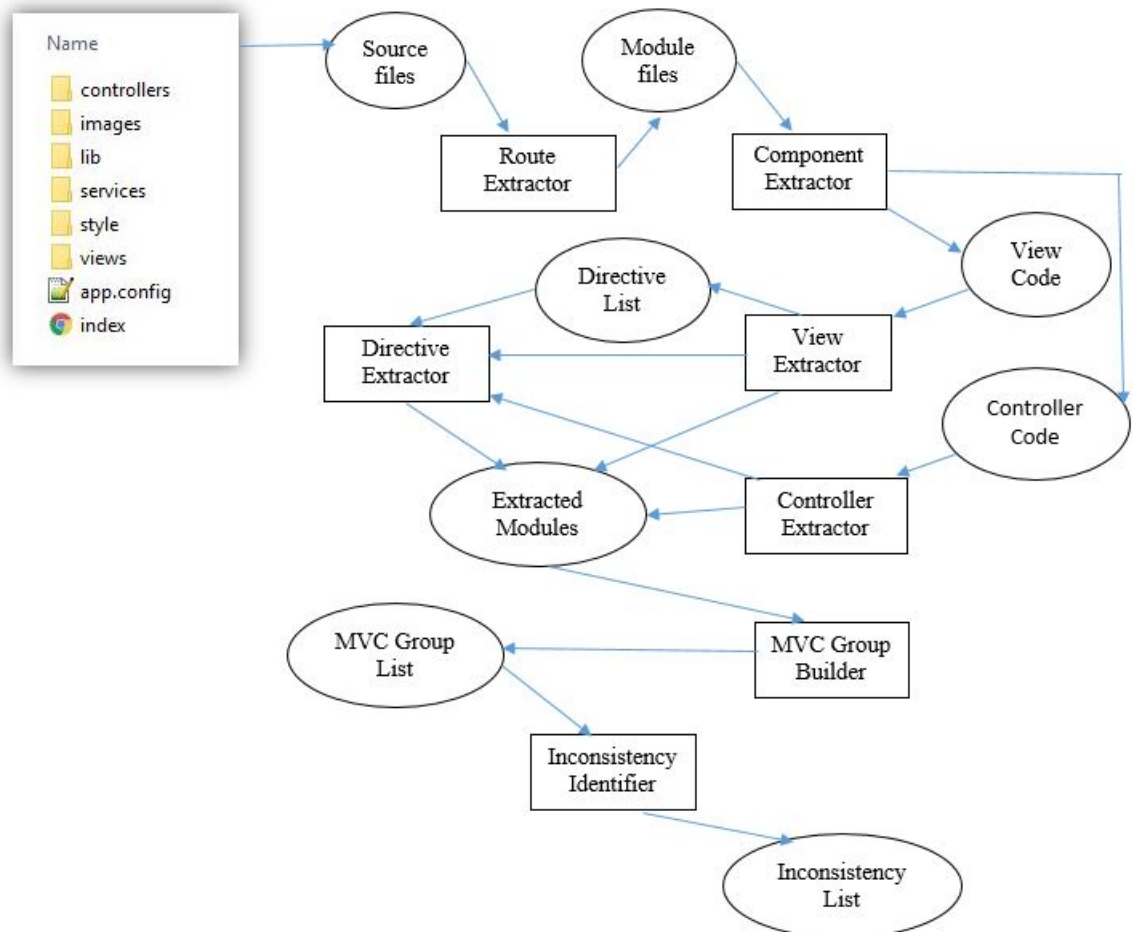 Name
controllers
images
lib
services
style
views
app.config
index
Source
files
Module
files
Route
Extractor
Component
Extractor
View
Code
Directive
List
View
Extractor
Directive
Extractor
Controller
Code
Extracted
Modules
Controller
Extractor
MVC Group
List
MVC Group
Builder
Inconsistency
Identifier
Inconsistency
List